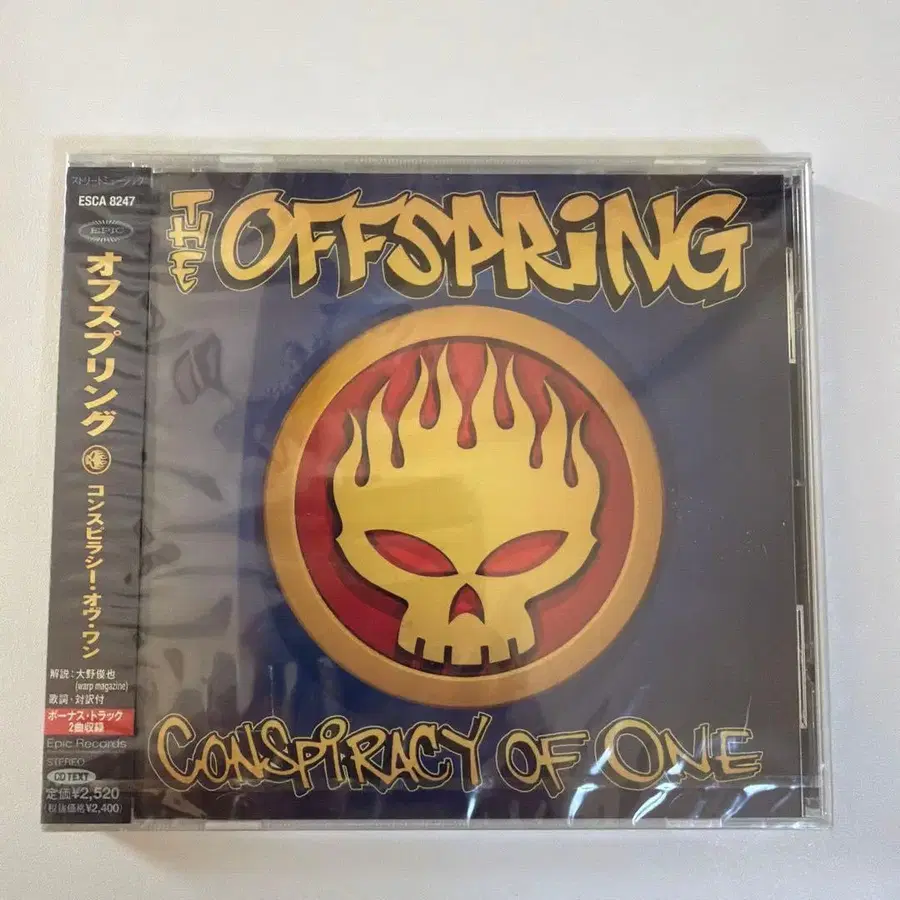 ストリートミュージック
ESCA 8247
EPIC
オフスプリング
コンスピラシー・オヴ・ワン
解説：大野俊也
(warp magazine)
歌詞・対訳付
ボーナス・トラック
2曲収録
Epic Records
STEREO
CD TEXT
定価¥2,520
(税抜価格¥2,400)
THE OFFSPRiNG
CONSPiRACY OF ONE